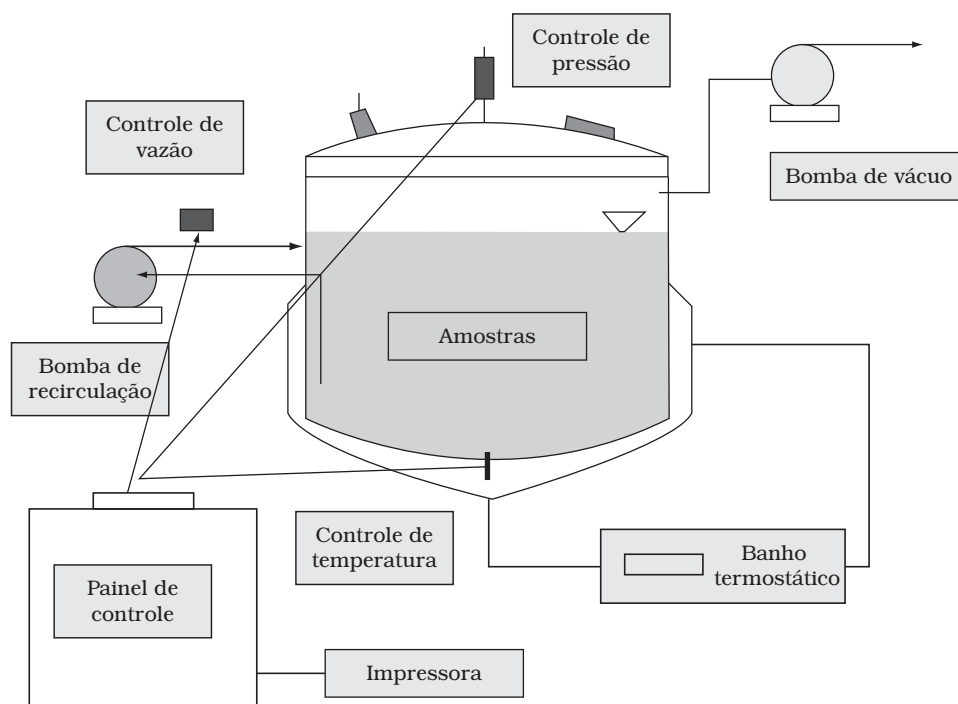 Controle de
pressão
Controle de
vazão
Bomba de vácuo
Amostras
Bomba de
recirculação
Controle de
temperatura
Banho
termostático
Painel de
controle
Impressora